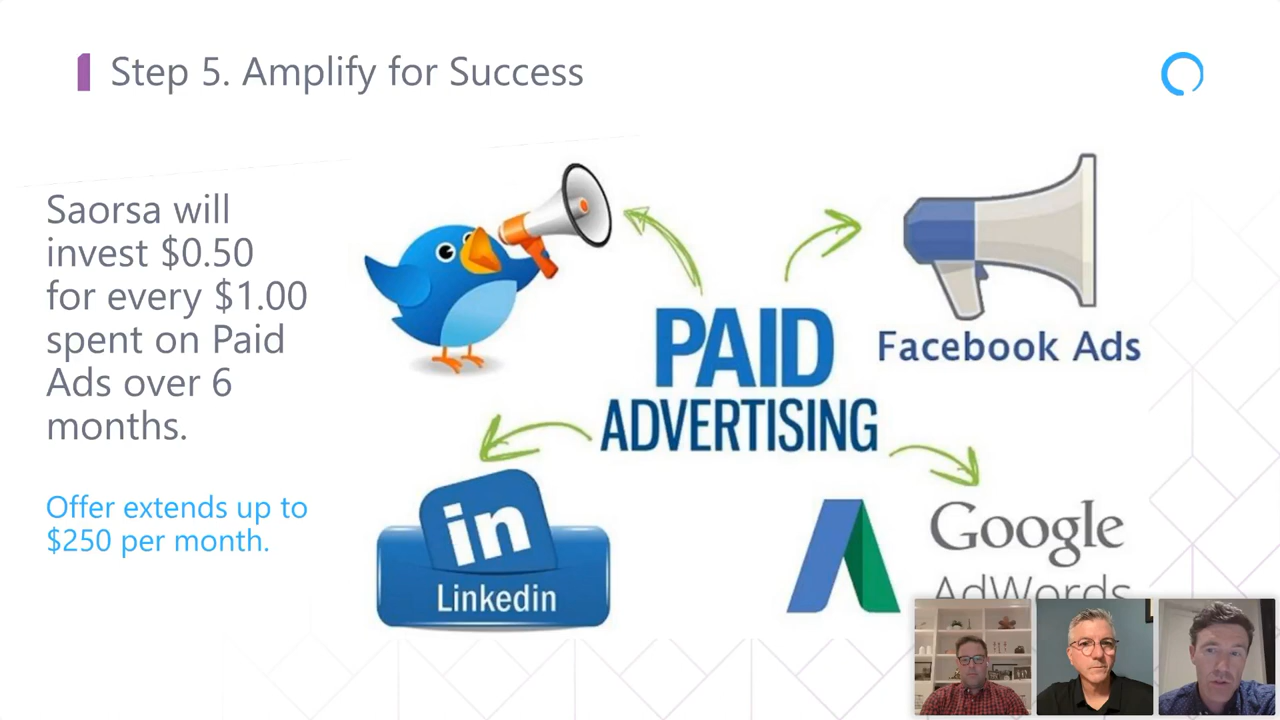 Step 5. Amplify for Success
Saorsa will
invest $0.50
for every $1.00
spent on Paid
Ads over 6
months.
Offer extends up to
$250 per month.
PAID
ADVERTISING
Facebook Ads
in
Linkedin
Google
AdWords